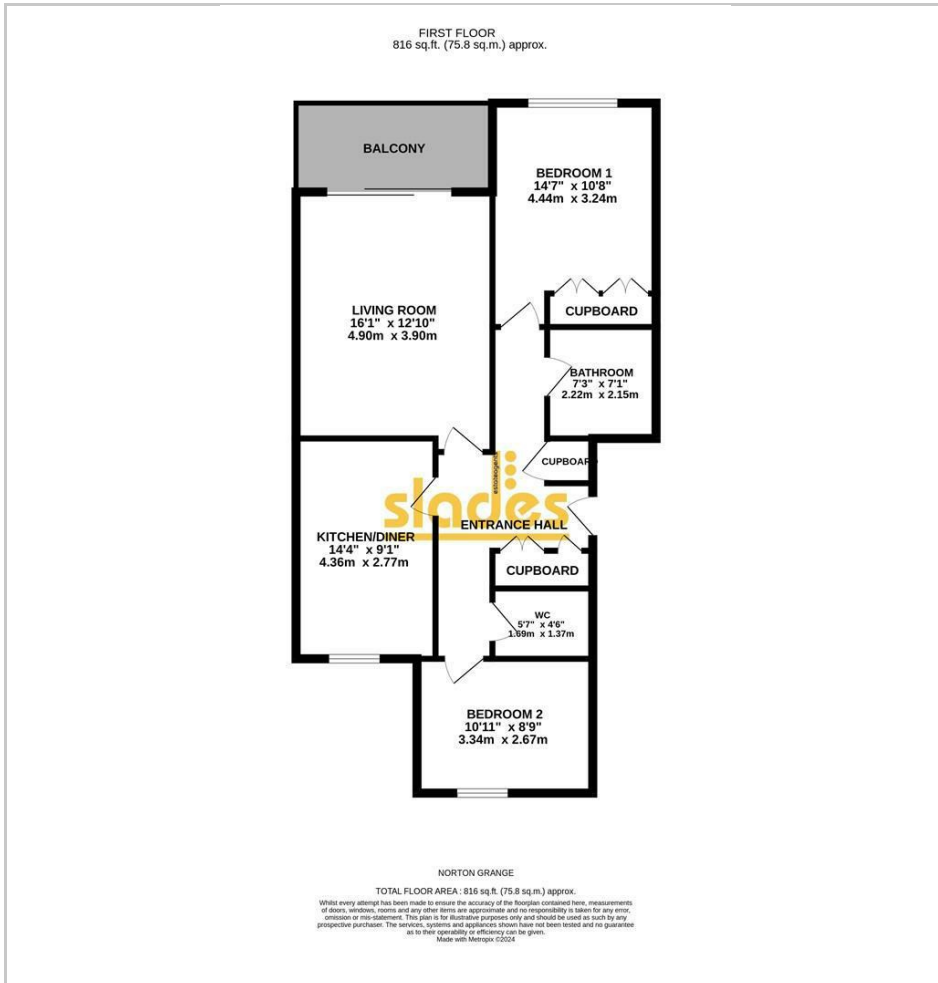 FIRST FLOOR
816 sq.ft. (75.8 sq.m.) approx.
BALCONY
BEDROOM 1
14'7" x 10'8"
4.44m x 3.24m
LIVING ROOM
16'1" x 12'10"
4.90m x 3.90m
CUPBOARD
BATHROOM
7'3" x 7'1"
2.22m x 2.15m
CUPBOARD
slades
ENTRANCE HALL
KITCHEN/DINER
14'4" x 9'1"
4.36m x 2.77m
CUPBOARD
WC
5'7" x 4'6"
1.69m x 1.37m
BEDROOM 2
10'11" x 8'9"
3.34m x 2.67m
NORTON GRANGE
TOTAL FLOOR AREA : 816 sq.ft. (75.8 sq.m.) approx.
Whilst every attempt has been made to ensure the accuracy of the floorplan contained here, measurements
of doors, windows, rooms and any other items are approximate and no responsibility is taken for any error,
omission or mis-statement. This plan is for illustrative purposes only and should be used as such by any
prospective purchaser. The services, systems and appliances shown have not been tested and no guarantee
as to their operability or efficiency can be given.
Made with Metropix ©2024